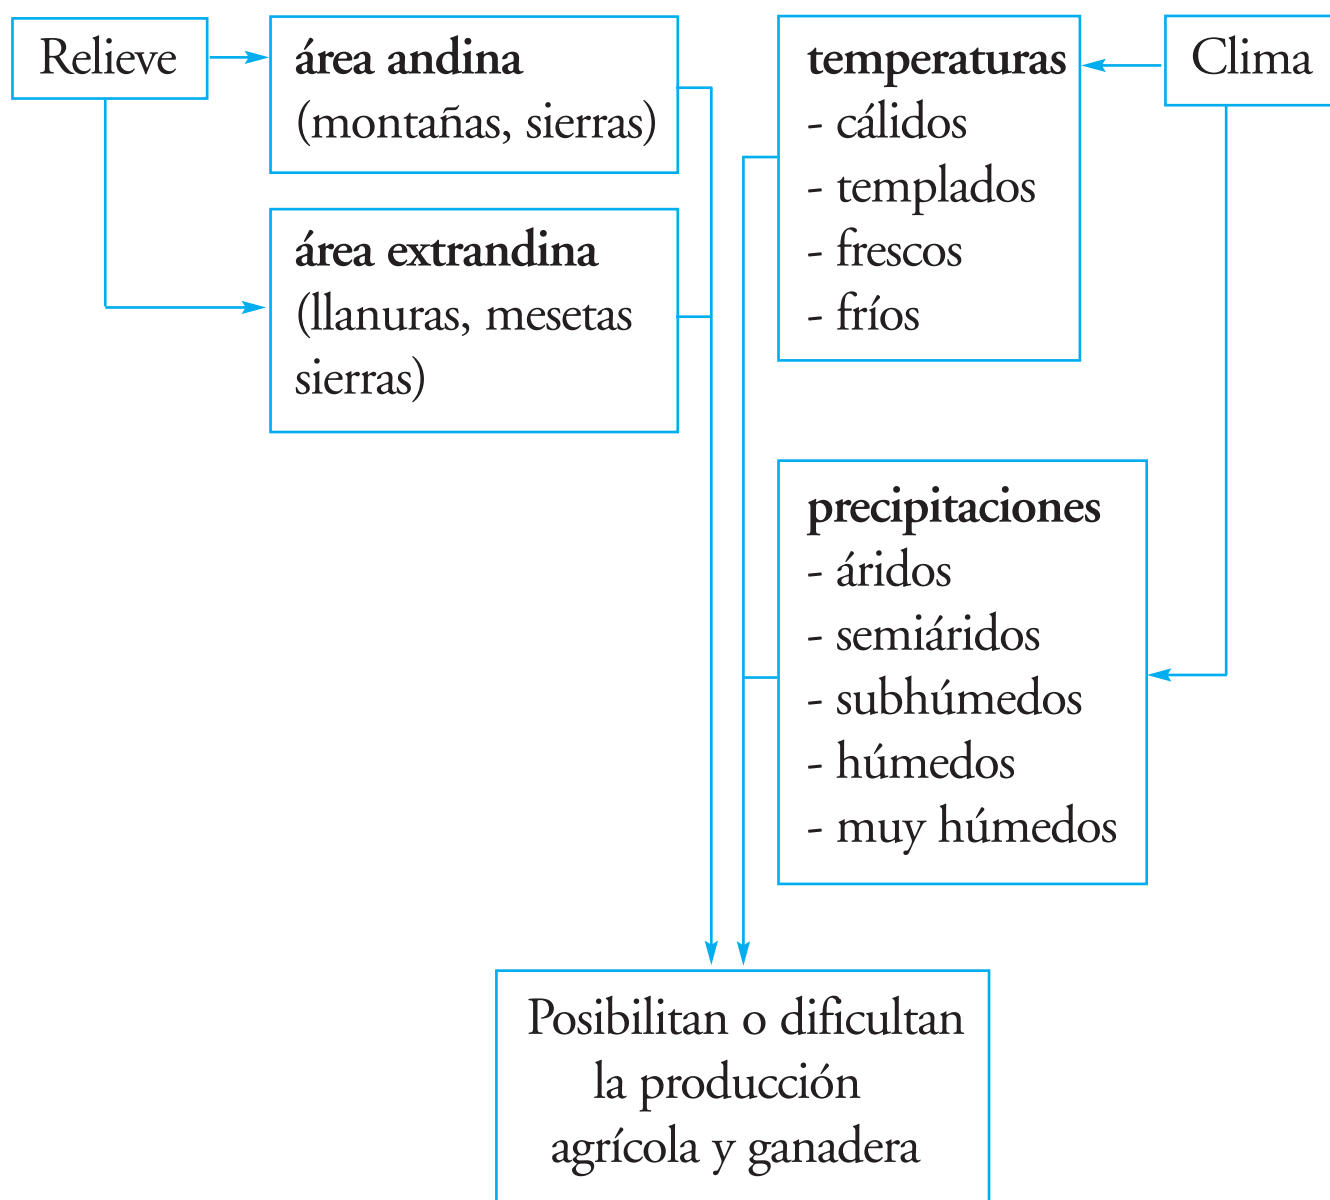 Relieve
área andina
(montañas, sierras)
área extrandina
(llanuras, mesetas
sierras)
Clima
temperaturas
- cálidos
- templados
- frescos
- fríos
precipitaciones
- áridos
- semiáridos
- subhúmedos
- húmedos
- muy húmedos
Posibilitan o dificultan
la producción
agrícola y ganadera